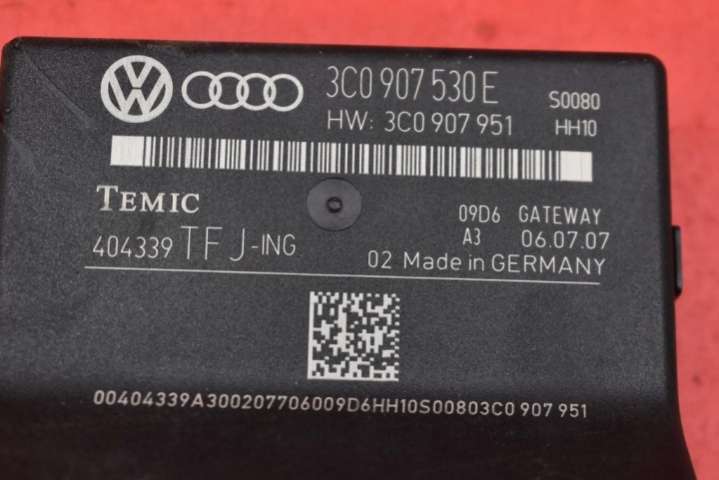 3C0 907 530 E S0080
HW: 3C0 907 951 HH10
TEMIC
09D6 GATEWAY
404339 TFJ-ING A3 06.07.07
02 Made in GERMANY
00404339A300207706009D6HH10S00803C0 907 951